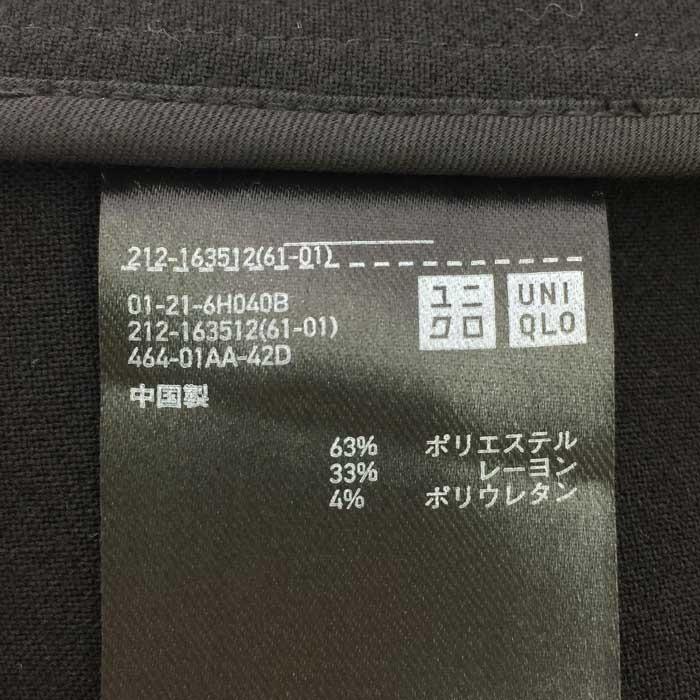 212-163512(61-01)
01-21-6H040B
212-163512(61-01)
464-01AA-42D
中国製
ユニ
クロ
UNI
QLO
63% ポリエステル
33% レーヨン
4% ポリウレタン